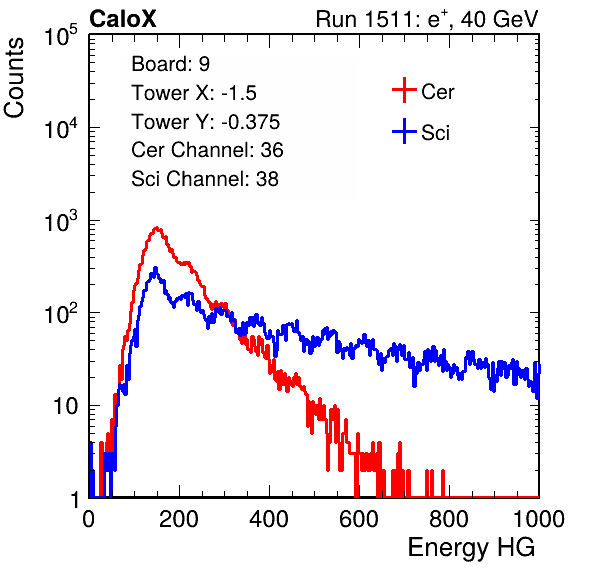 CaloX Run 1511: e⁺, 40 GeV
Counts
10⁵
10⁴
10³
10²
10
1
Board: 9
Tower X: -1.5
Tower Y: -0.375
Cer Channel: 36
Sci Channel: 38
Cer
Sci
0 200 400 600 800 1000
Energy HG